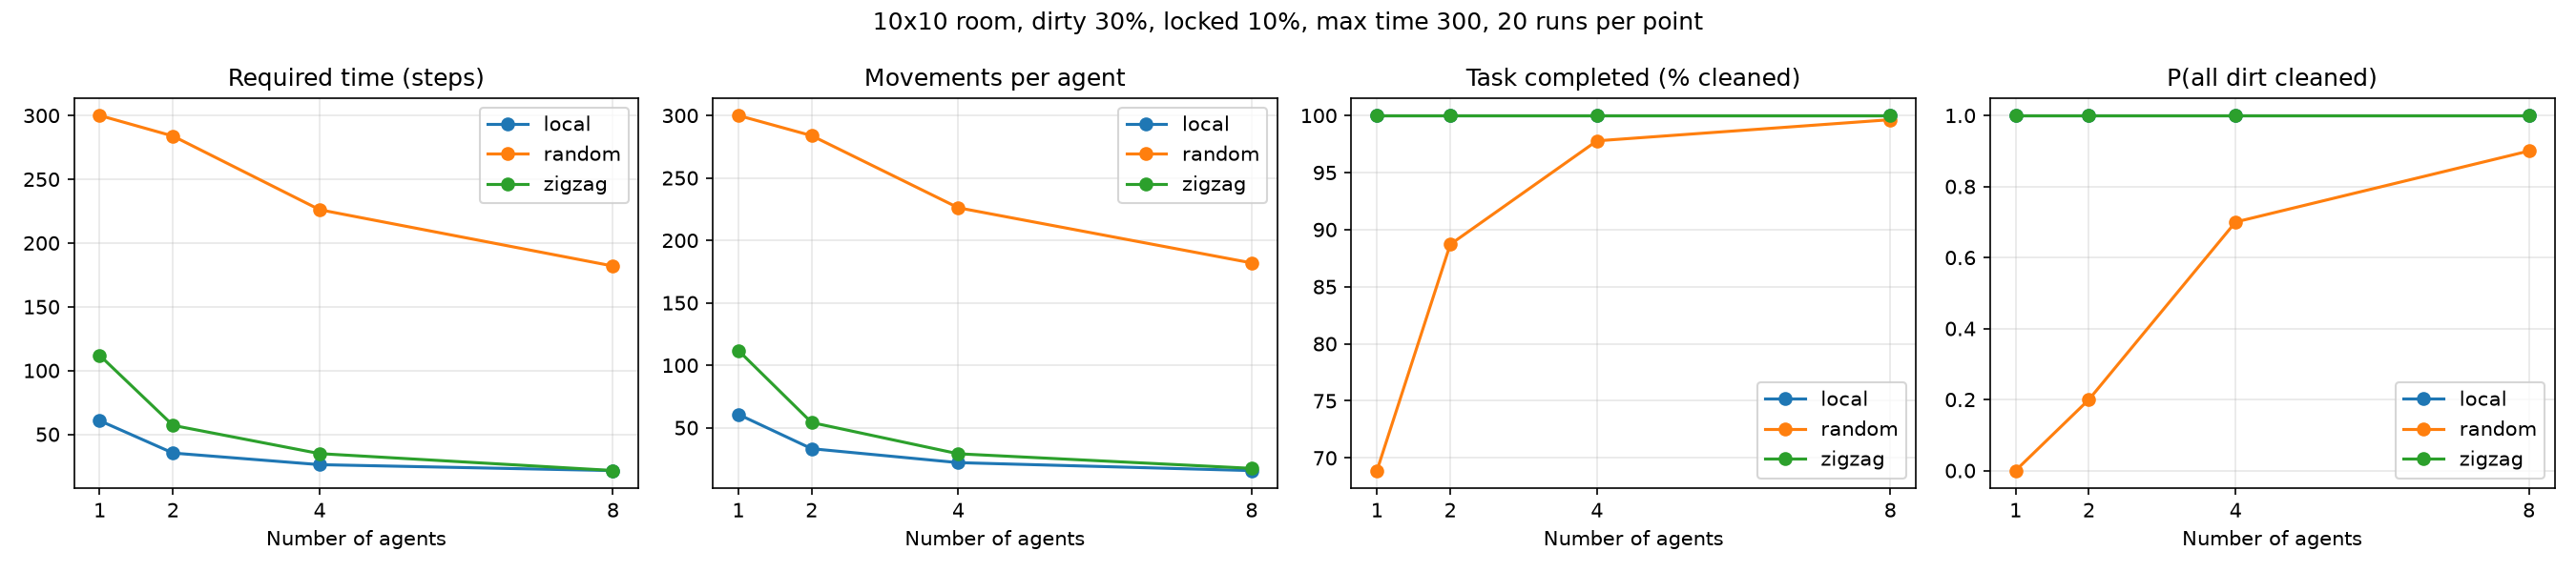 10x10 room, dirty 30%, locked 10%, max time 300, 20 runs per point
Required time (steps)
300
250
200
150
100
50
1 2 4 8
Number of agents
local
random
zigzag
Movements per agent
300
250
200
150
100
50
1 2 4 8
Number of agents
local
random
zigzag
Task completed (% cleaned)
100
95
90
85
80
75
70
1 2 4 8
Number of agents
local
random
zigzag
P(all dirt cleaned)
1.0
0.8
0.6
0.4
0.2
0.0
1 2 4 8
Number of agents
local
random
zigzag